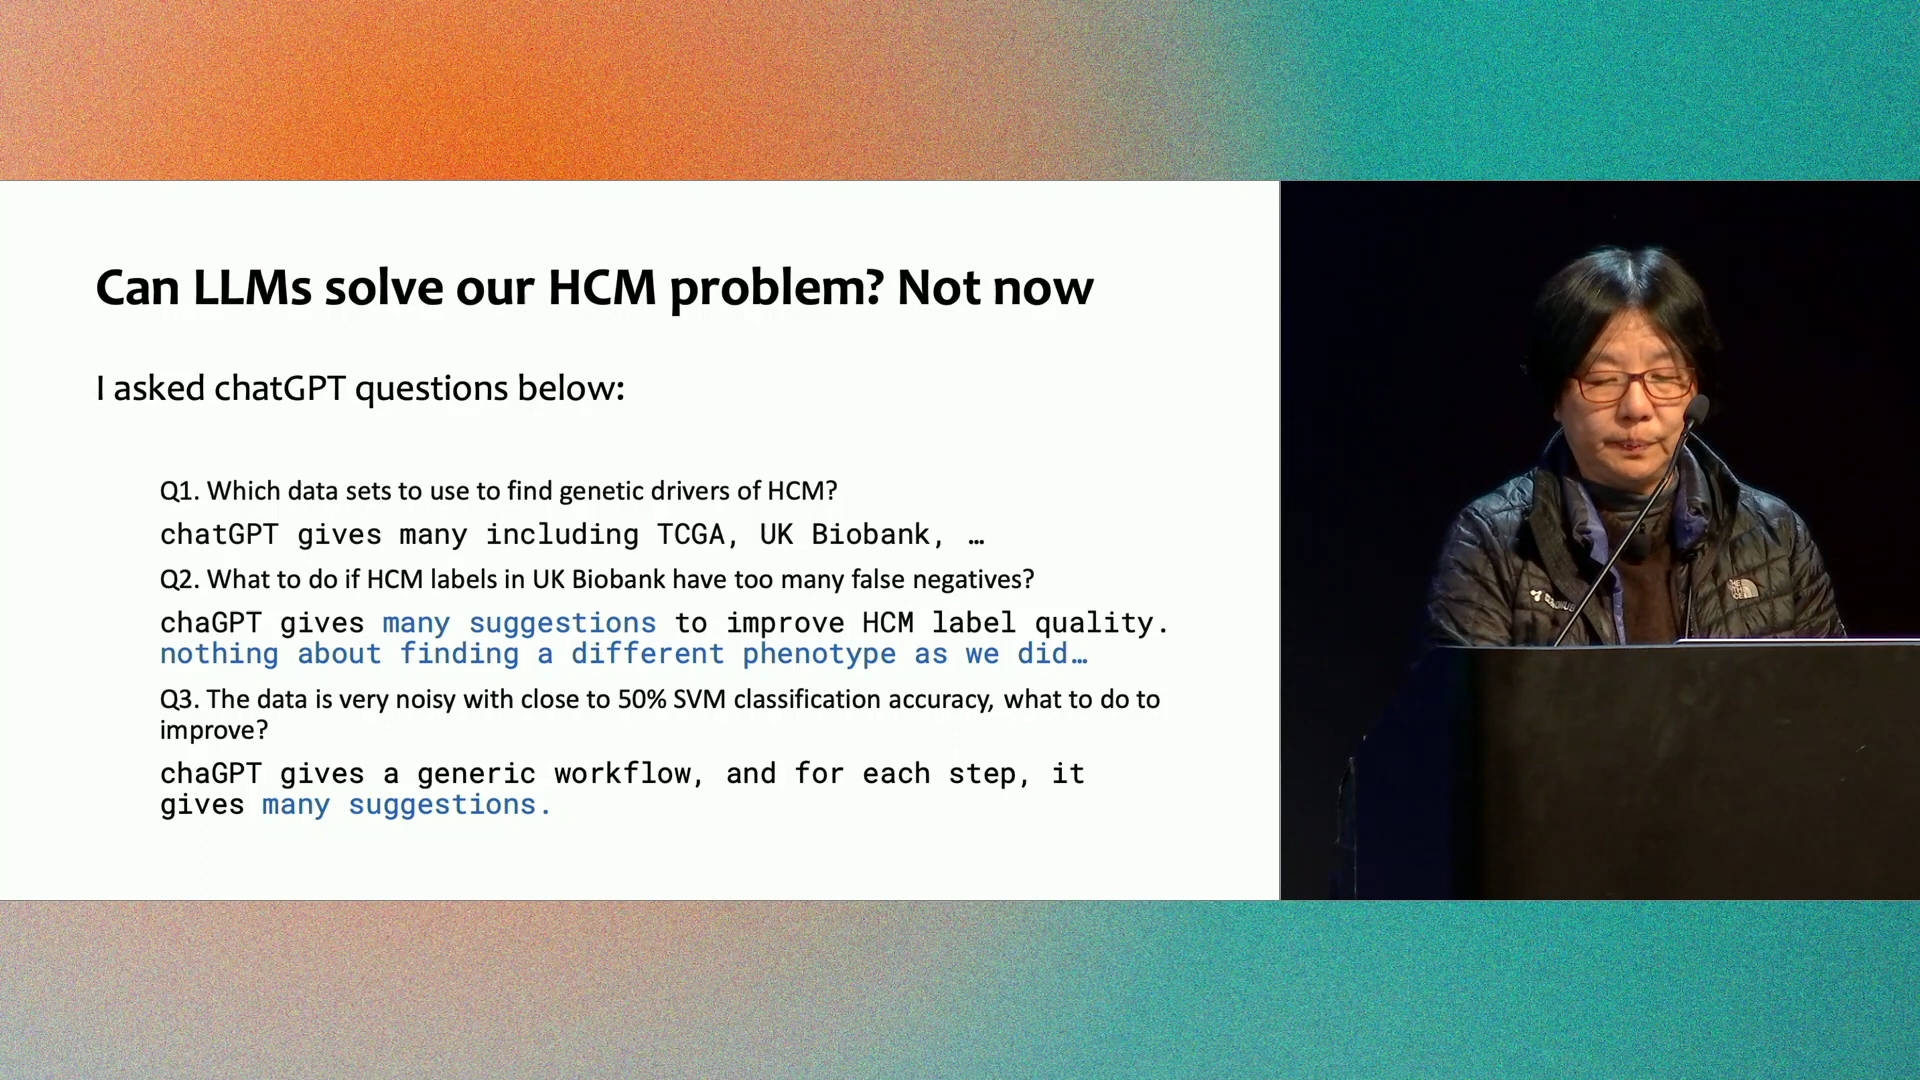 Can LLMs solve our HCM problem? Not now
I asked chatGPT questions below:
Q1. Which data sets to use to find genetic drivers of HCM?
chatGPT gives many including TCGA, UK Biobank, …
Q2. What to do if HCM labels in UK Biobank have too many false negatives?
chaGPT gives many suggestions to improve HCM label quality.
nothing about finding a different phenotype as we did…
Q3. The data is very noisy with close to 50% SVM classification accuracy, what to do to
improve?
chaGPT gives a generic workflow, and for each step, it
gives many suggestions.
THE
NORTH
FACE